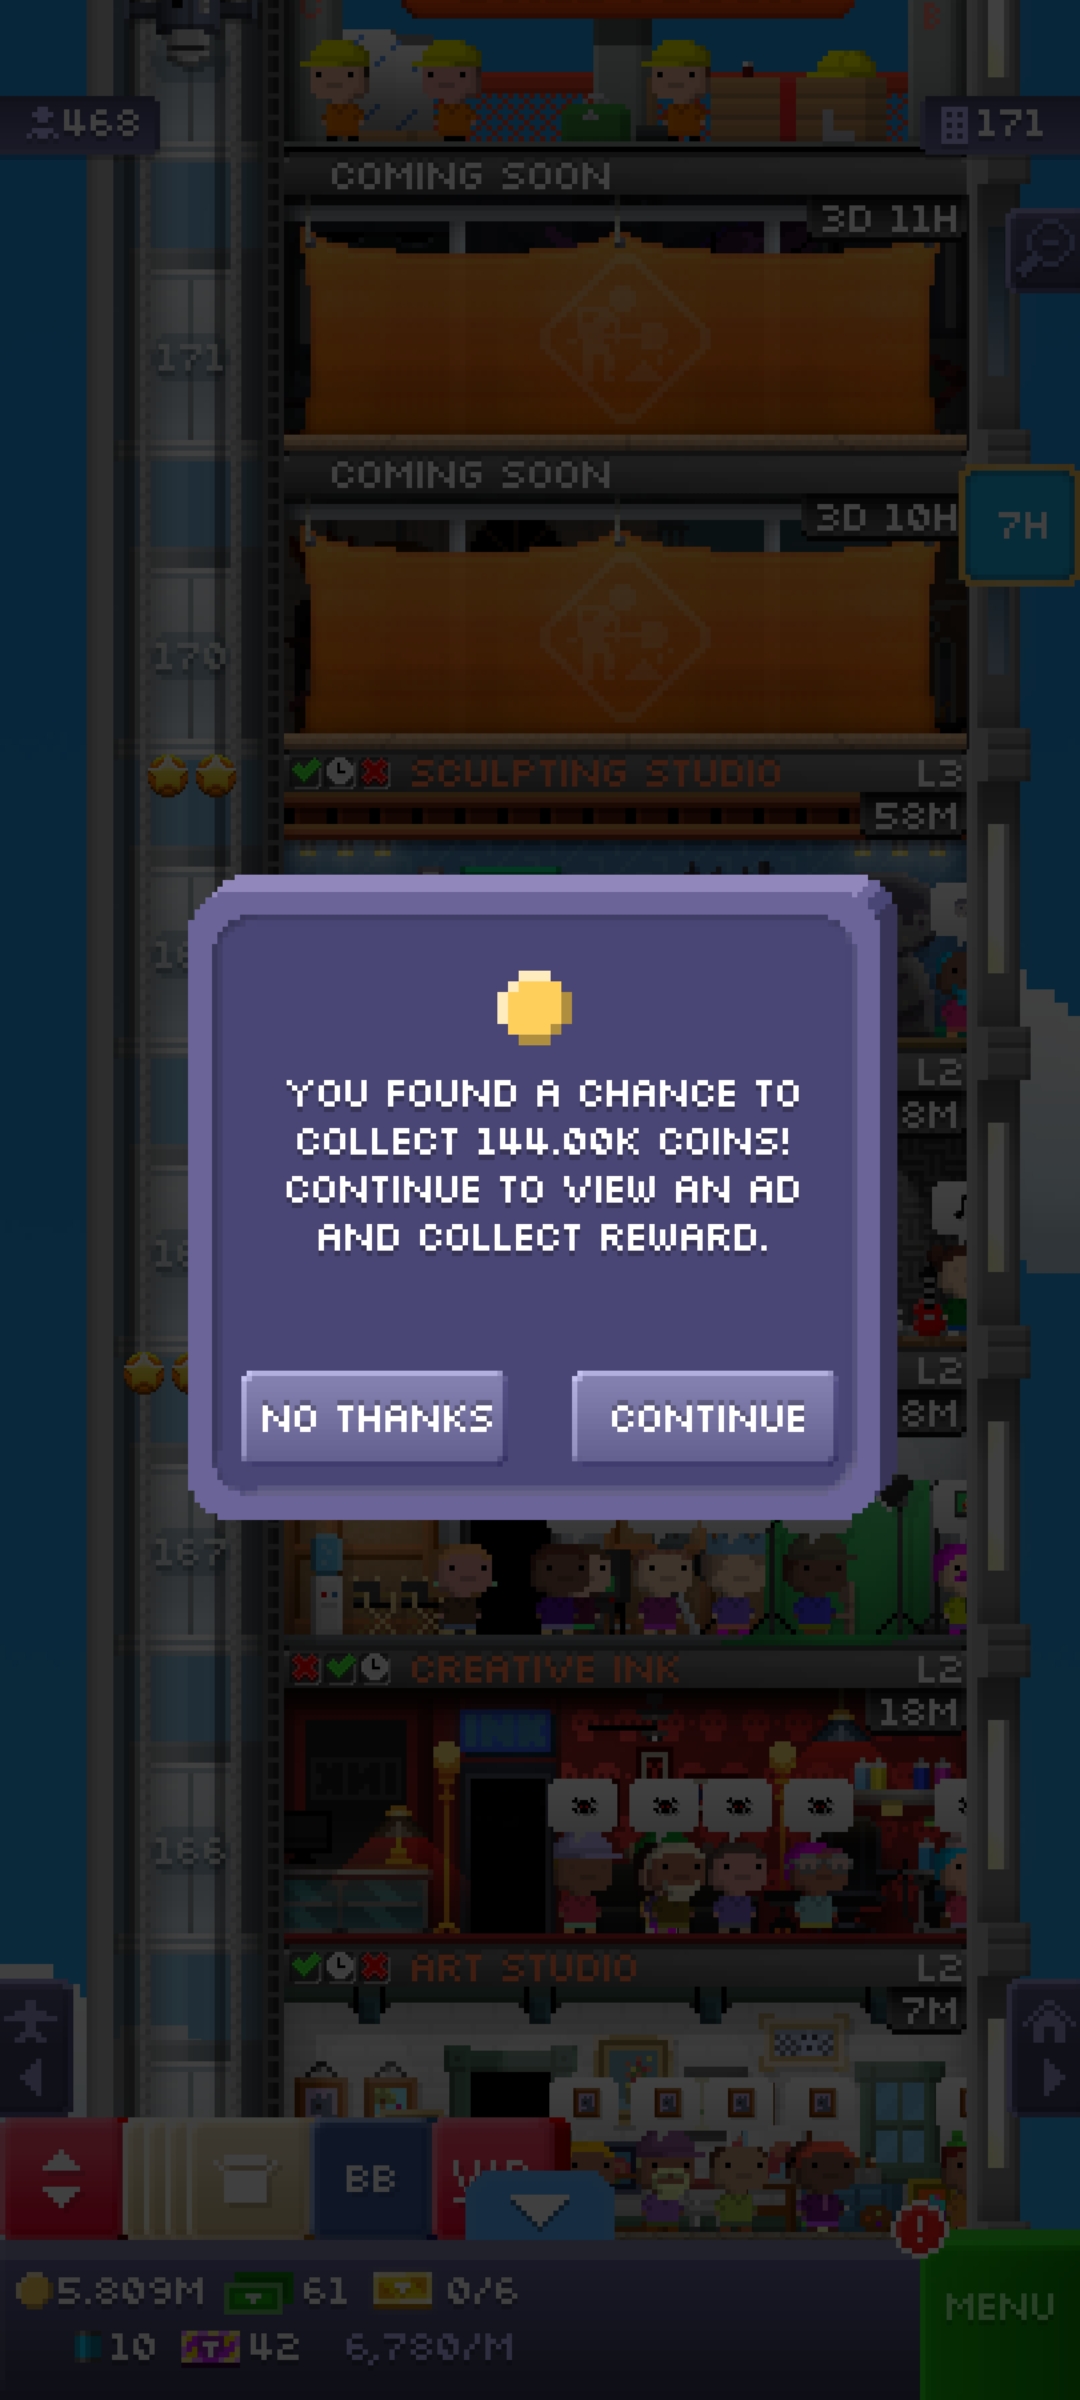 468
171
COMING SOON
3D 11H
171
COMING SOON
3D 10H
7H
170
SCULPTING STUDIO L3
58M
L2
8M
YOU FOUND A CHANCE TO
COLLECT 144.00K COINS!
CONTINUE TO VIEW AN AD
AND COLLECT REWARD.
L2
8M
NO THANKS
CONTINUE
167
CREATIVE INK L2
18M
INK
166
ART STUDIO L2
7M
BB
VIP
5.809M 61 0/6
MENU
10 42 6,780/M